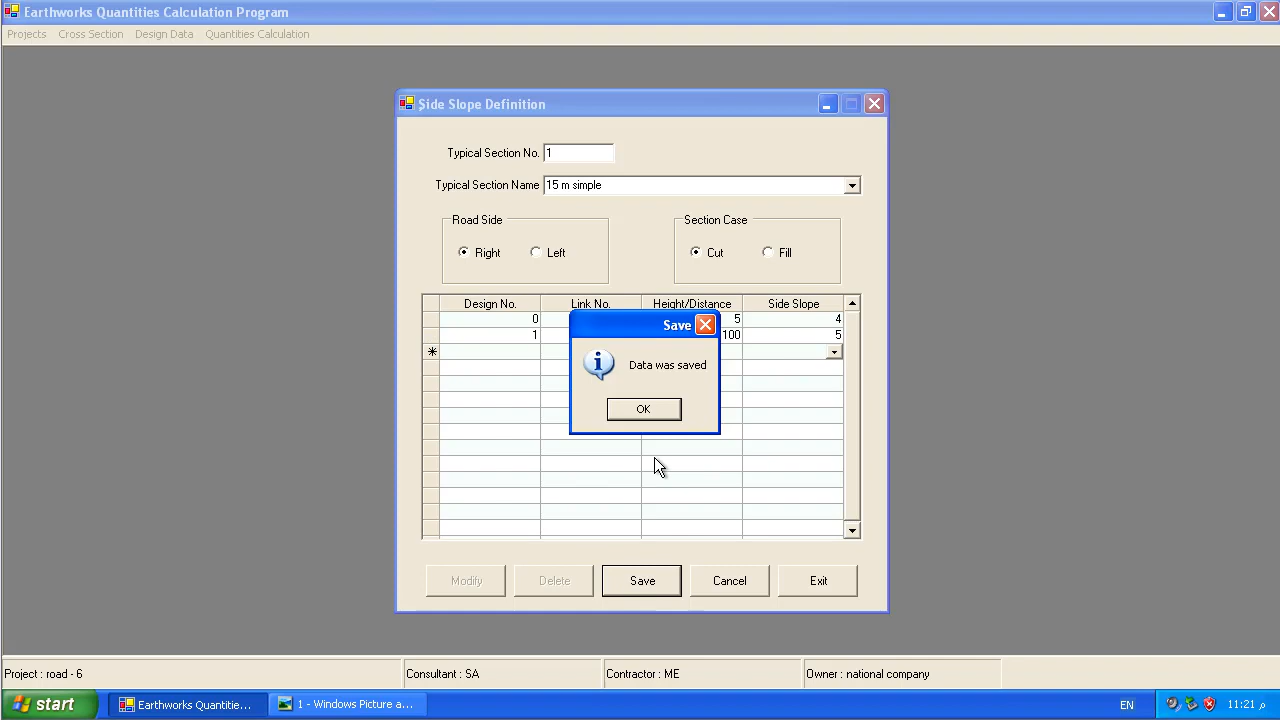 Earthworks Quantities Calculation Program
Projects Cross Section Design Data Quantities Calculation
Side Slope Definition
Typical Section No. 1
Typical Section Name 15 m simple
Road Side Section Case
Right Left Cut Fill
Design No. Link No. Height/Distance Side Slope
0 5 4
1 100 5
Save
Data was saved
OK
Modify Delete Save Cancel Exit
Project : road - 6 Consultant : SA Contractor : ME Owner : national company
start Earthworks Quantitie... 1 - Windows Picture a... EN 11:21 م